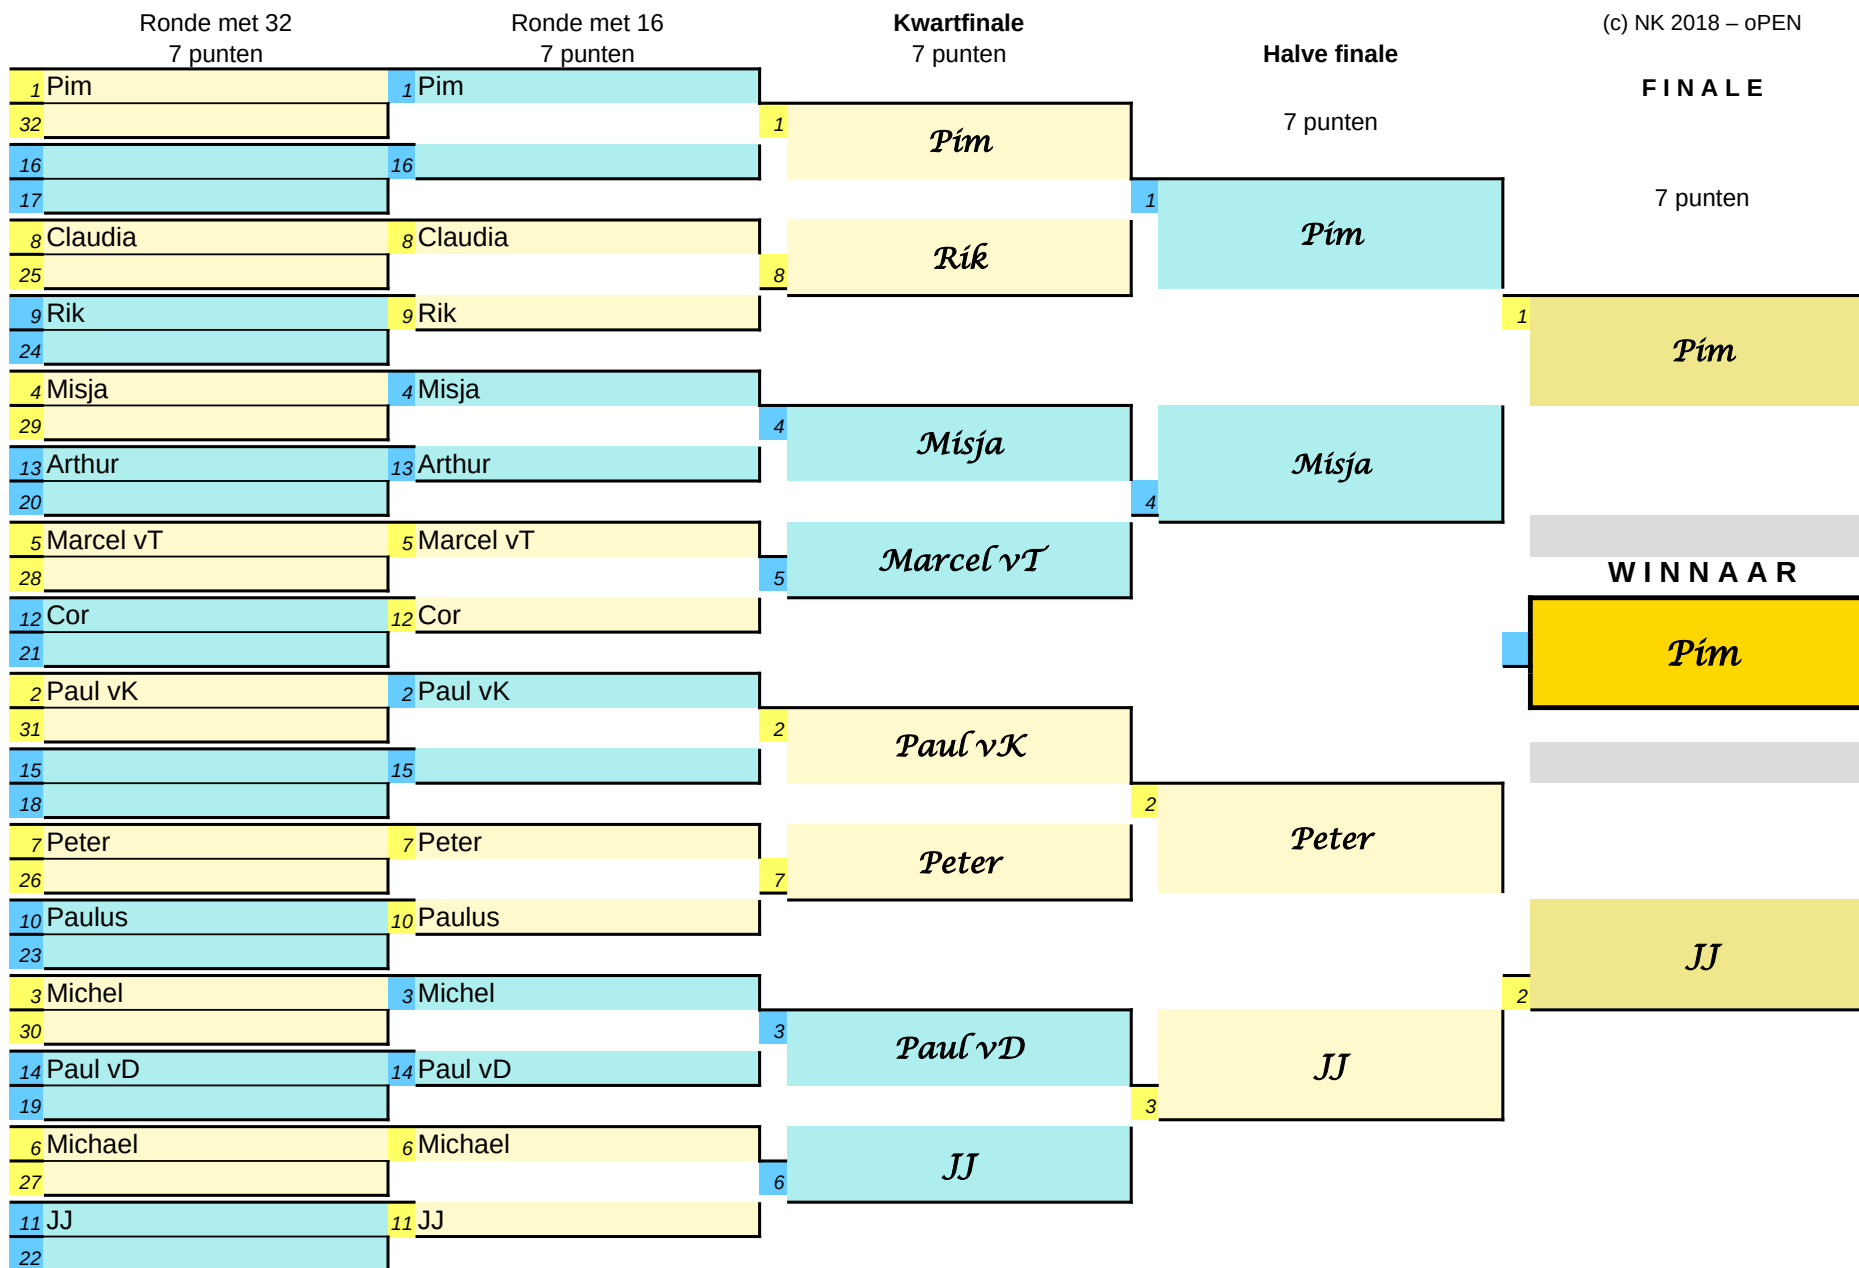 Ronde met 32 Ronde met 16 Kwartfinale (c) NK 2018 – oPEN
7 punten 7 punten 7 punten Halve finale
1 Pim 1 Pim F I N A L E
32 1 Pim 7 punten
16 16
17 1 7 punten
8 Claudia 8 Claudia Rik Pim
25 8
9 Rik 9 Rik 1
24 Pim
4 Misja 4 Misja
29 4 Misja
13 Arthur 13 Arthur Misja
20 4
5 Marcel vT 5 Marcel vT Marcel vT
28 5 W I N N A A R
12 Cor 12 Cor
21 Pim
2 Paul vK 2 Paul vK
31 2 Paul vK
15 15
18 2
7 Peter 7 Peter Peter Peter
26 7
10 Paulus 10 Paulus
23 JJ
3 Michel 3 Michel 2
30 3 Paul vD
14 Paul vD 14 Paul vD JJ
19 3
6 Michael 6 Michael JJ
27 6
11 JJ 11 JJ
22